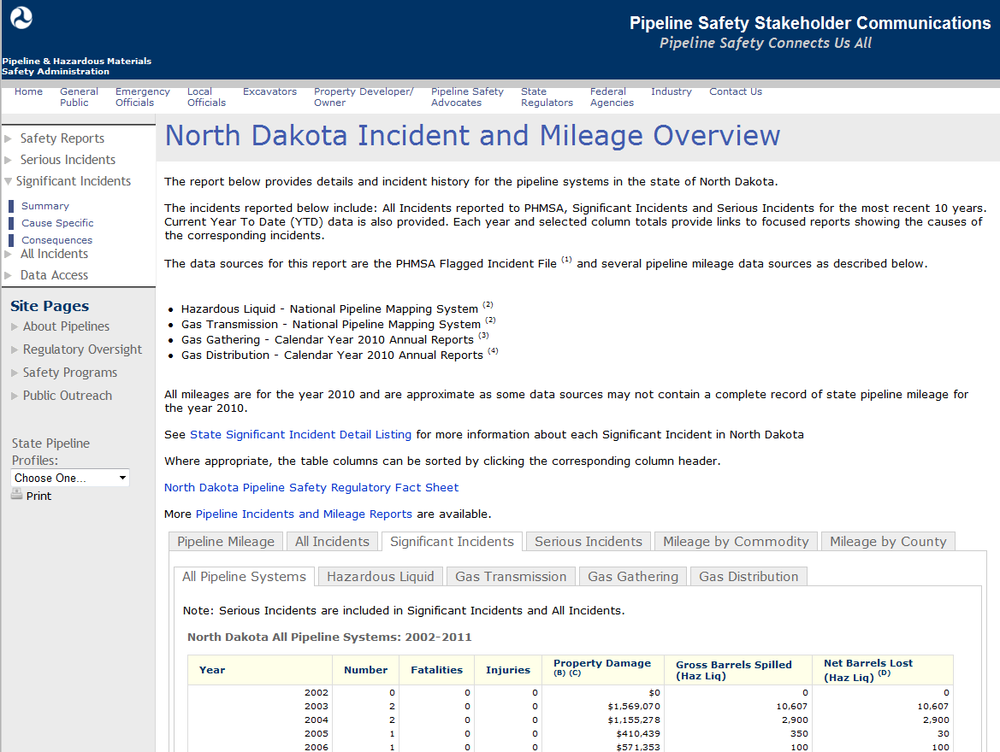 Pipeline Safety Stakeholder Communications
Pipeline Safety Connects Us All
Pipeline & Hazardous Materials
Safety Administration
Home
General
Public
Emergency
Officials
Local
Officials
Excavators
Property Developer/
Owner
Pipeline Safety
Advocates
State
Regulators
Federal
Agencies
Industry
Contact Us
Safety Reports
Serious Incidents
Significant Incidents
Summary
Cause Specific
Consequences
All Incidents
Data Access
Site Pages
About Pipelines
Regulatory Oversight
Safety Programs
Public Outreach
State Pipeline
Profiles:
Choose One...
Print
North Dakota Incident and Mileage Overview
The report below provides details and incident history for the pipeline systems in the state of North Dakota.
The incidents reported below include: All Incidents reported to PHMSA, Significant Incidents and Serious Incidents for the most recent 10 years.
Current Year To Date (YTD) data is also provided. Each year and selected column totals provide links to focused reports showing the causes of
the corresponding incidents.
The data sources for this report are the PHMSA Flagged Incident File (1) and several pipeline mileage data sources as described below.
• Hazardous Liquid - National Pipeline Mapping System (2)
• Gas Transmission - National Pipeline Mapping System (2)
• Gas Gathering - Calendar Year 2010 Annual Reports (3)
• Gas Distribution - Calendar Year 2010 Annual Reports (4)
All mileages are for the year 2010 and are approximate as some data sources may not contain a complete record of state pipeline mileage for
the year 2010.
See State Significant Incident Detail Listing for more information about each Significant Incident in North Dakota
Where appropriate, the table columns can be sorted by clicking the corresponding column header.
North Dakota Pipeline Safety Regulatory Fact Sheet
More Pipeline Incidents and Mileage Reports are available.
Pipeline Mileage All Incidents Significant Incidents Serious Incidents Mileage by Commodity Mileage by County
All Pipeline Systems Hazardous Liquid Gas Transmission Gas Gathering Gas Distribution
Note: Serious Incidents are included in Significant Incidents and All Incidents.
North Dakota All Pipeline Systems: 2002-2011
Year Number Fatalities Injuries Property Damage (B) (C) Gross Barrels Spilled (Haz Liq) Net Barrels Lost (Haz Liq) (D)
2002 0 0 0 $0 0 0
2003 2 0 0 $1,569,070 10,607 10,607
2004 2 0 0 $1,155,278 2,900 2,900
2005 1 0 0 $410,439 350 30
2006 1 0 0 $571,353 100 100